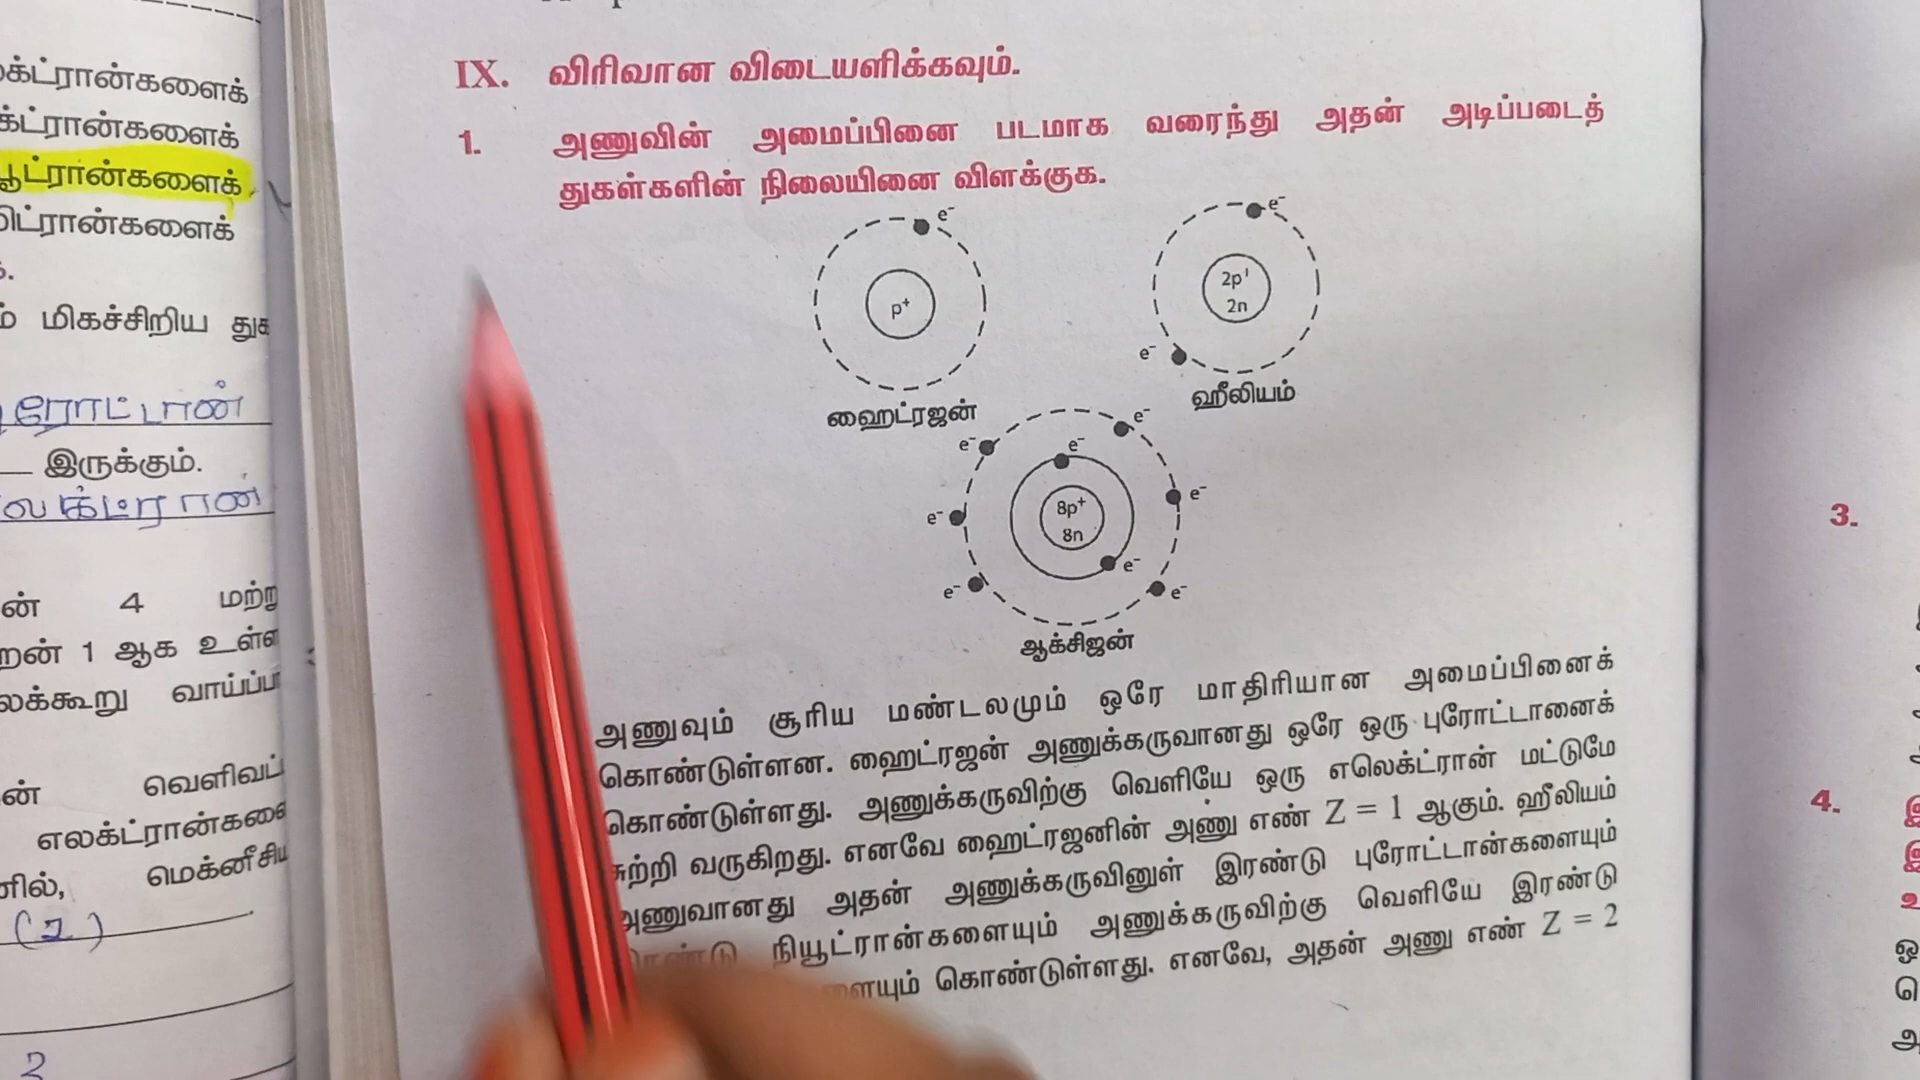 க்ட்ரான்களைக்
க்ட்ரான்களைக்
பூட்ரான்களைக்
ிட்ரான்களைக்
ம் மிகச்சிறிய
ரோட்டான்
இருக்கும்.
ன் 4 மற்று
றன் 1 ஆக உள்ள
லக்கூறு வாய்ப்பா
ன் வெளிவட்
எலக்ட்ரான்களை
னில், மெக்னீசிய
(2)
IX. விரிவான விடையளிக்கவும்.
1. அணுவின் அமைப்பினை படமாக வரைந்து அதன் அடிப்படைத்
துகள்களின் நிலையினை விளக்குக.
e⁻
p⁺
ஹைட்ரஜன்
e⁻
2p¹
2n
e⁻
ஹீலியம்
e⁻
e⁻
e⁻
e⁻
8p⁺
8n
e⁻
e⁻
e⁻
e⁻
ஆக்சிஜன்
அணுவும் சூரிய மண்டலமும் ஒரே மாதிரியான அமைப்பினைக்
கொண்டுள்ளன. ஹைட்ரஜன் அணுக்கருவானது ஒரே ஒரு புரோட்டானைக்
கொண்டுள்ளது. அணுக்கருவிற்கு வெளியே ஒரு எலெக்ட்ரான் மட்டுமே
சுற்றி வருகிறது. எனவே ஹைட்ரஜனின் அணு எண் Z = 1 ஆகும். ஹீலியம்
அணுவானது அதன் அணுக்கருவினுள் இரண்டு புரோட்டான்களையும்
நியூட்ரான்களையும் அணுக்கருவிற்கு வெளியே இரண்டு
ளையும் கொண்டுள்ளது. எனவே, அதன் அணு எண் Z = 2
3.
4.